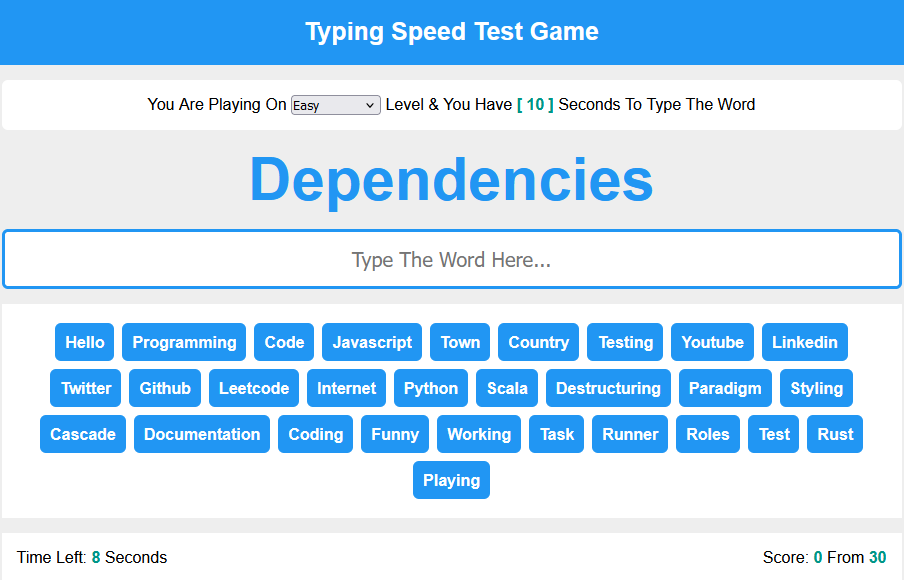 Typing Speed Test Game
You Are Playing On Easy Level & You Have [ 10 ] Seconds To Type The Word
Dependencies
Type The Word Here...
Hello Programming Code Javascript Town Country Testing Youtube Linkedin
Twitter Github Leetcode Internet Python Scala Destructuring Paradigm Styling
Cascade Documentation Coding Funny Working Task Runner Roles Test Rust
Playing
Time Left: 8 Seconds Score: 0 From 30